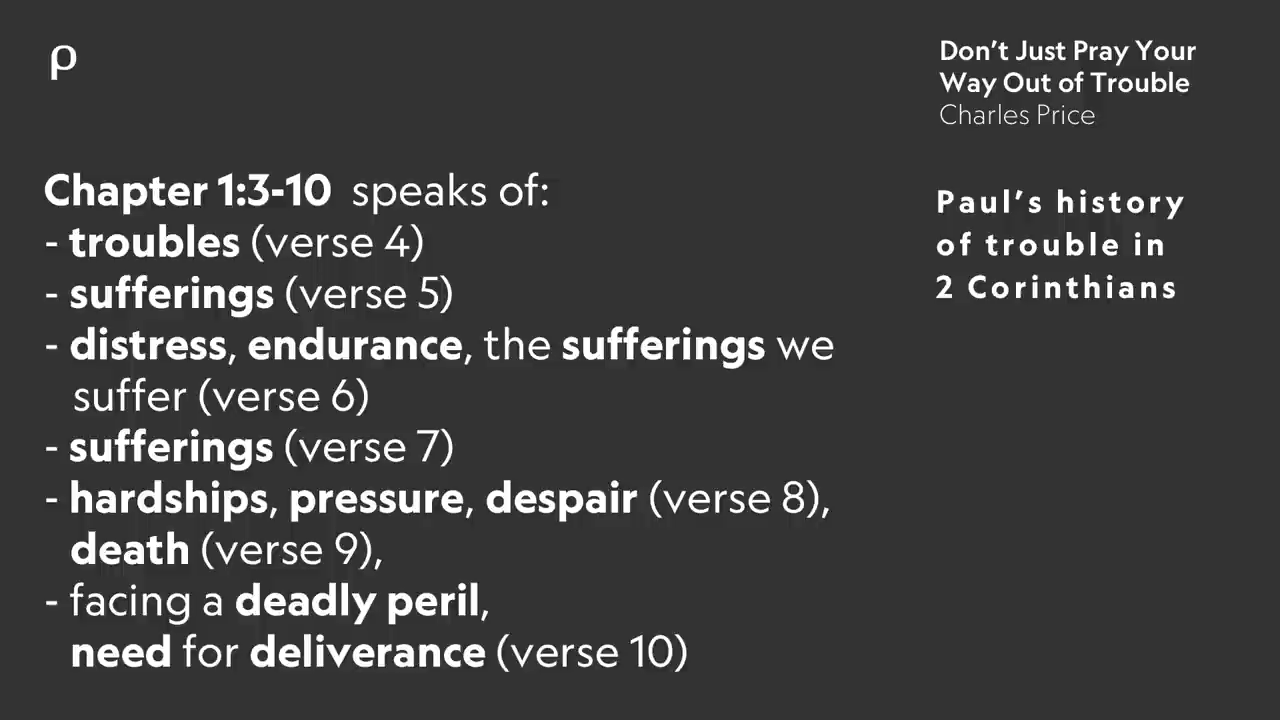 ρ
Don't Just Pray Your
Way Out of Trouble
Charles Price
Chapter 1:3-10 speaks of:
- troubles (verse 4)
- sufferings (verse 5)
- distress, endurance, the sufferings we
suffer (verse 6)
- sufferings (verse 7)
- hardships, pressure, despair (verse 8),
death (verse 9),
- facing a deadly peril,
need for deliverance (verse 10)
Paul's history
of trouble in
2 Corinthians